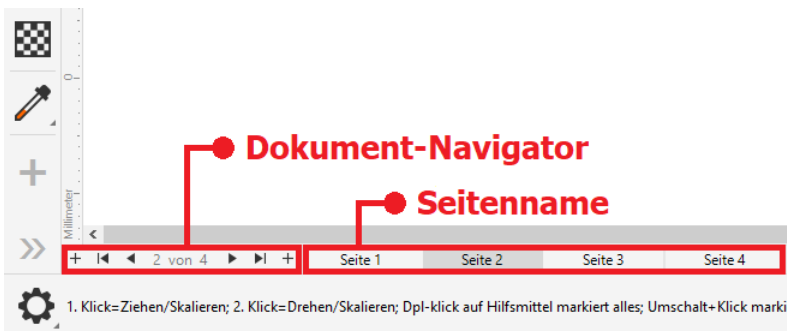 0
Dokument-Navigator
Seitenname
Millimeter
2 von 4
Seite 1 Seite 2 Seite 3 Seite 4
1. Klick=Ziehen/Skalieren; 2. Klick=Drehen/Skalieren; Dpl-klick auf Hilfsmittel markiert alles; Umschalt+Klick marki